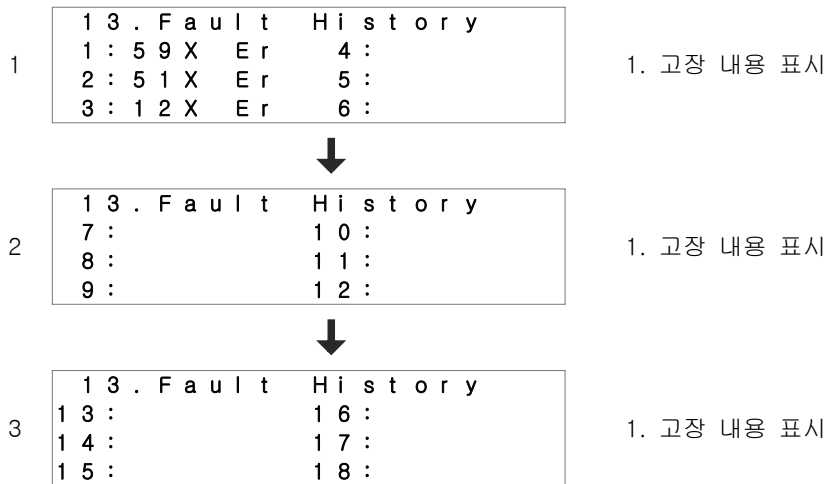 13.Fault History
1:59X Er 4:
1 2:51X Er 5: 1. 고장 내용 표시
3:12X Er 6:
13.Fault History
7: 10:
2 8: 11: 1. 고장 내용 표시
9: 12:
13.Fault History
13: 16:
3 14: 17: 1. 고장 내용 표시
15: 18: